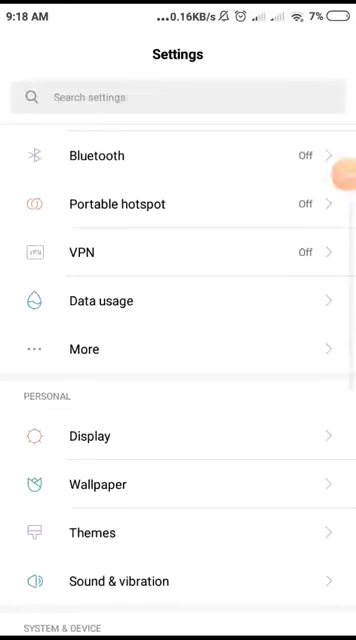 9:18 AM ...0.16KB/s 7%
Settings
Search settings
Bluetooth Off
Portable hotspot Off
VPN VPN Off
Data usage
More
PERSONAL
Display
Wallpaper
Themes
Sound & vibration
SYSTEM & DEVICE